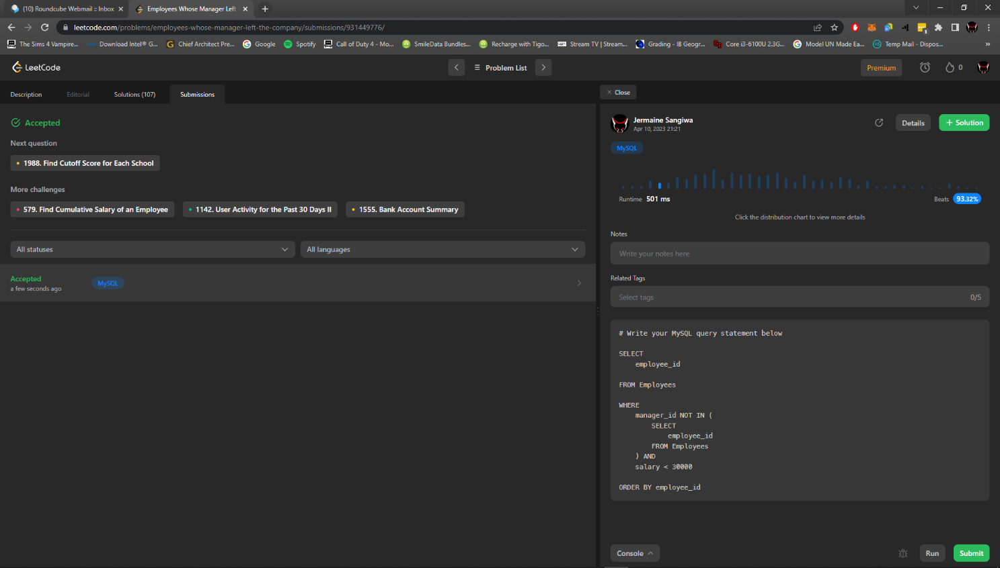 (10) Roundcube Webmail :: Inbox
Employees Whose Manager Left
leetcode.com/problems/employees-whose-manager-left-the-company/submissions/931449776/
The Sims 4 Vampire...
Download Intel® G...
Chief Architect Pre...
Google
Spotify
Call of Duty 4 - Mo...
SmileData Bundles...
Recharge with Tigo...
Stream TV | Stream...
Grading - IB Geogr...
Core i3-6100U 2.3G...
Model UN Made Ea...
Temp Mail - Dispos...
»
LeetCode
Problem List
Premium
0
Description
Editorial
Solutions (107)
Submissions
Accepted
Next question
1988. Find Cutoff Score for Each School
More challenges
579. Find Cumulative Salary of an Employee
1142. User Activity for the Past 30 Days II
1555. Bank Account Summary
All statuses
All languages
Accepted
a few seconds ago
MySQL
Close
Jermaine Sangiwa
Apr 10, 2023 21:21
Details
+ Solution
MySQL
Runtime 501 ms
Beats 93.32%
Click the distribution chart to view more details
Notes
Write your notes here
Related Tags
Select tags
0/5
# Write your MySQL query statement below
SELECT
employee_id
FROM Employees
WHERE
manager_id NOT IN (
SELECT
employee_id
FROM Employees
) AND
salary < 30000
ORDER BY employee_id
Console
Run
Submit